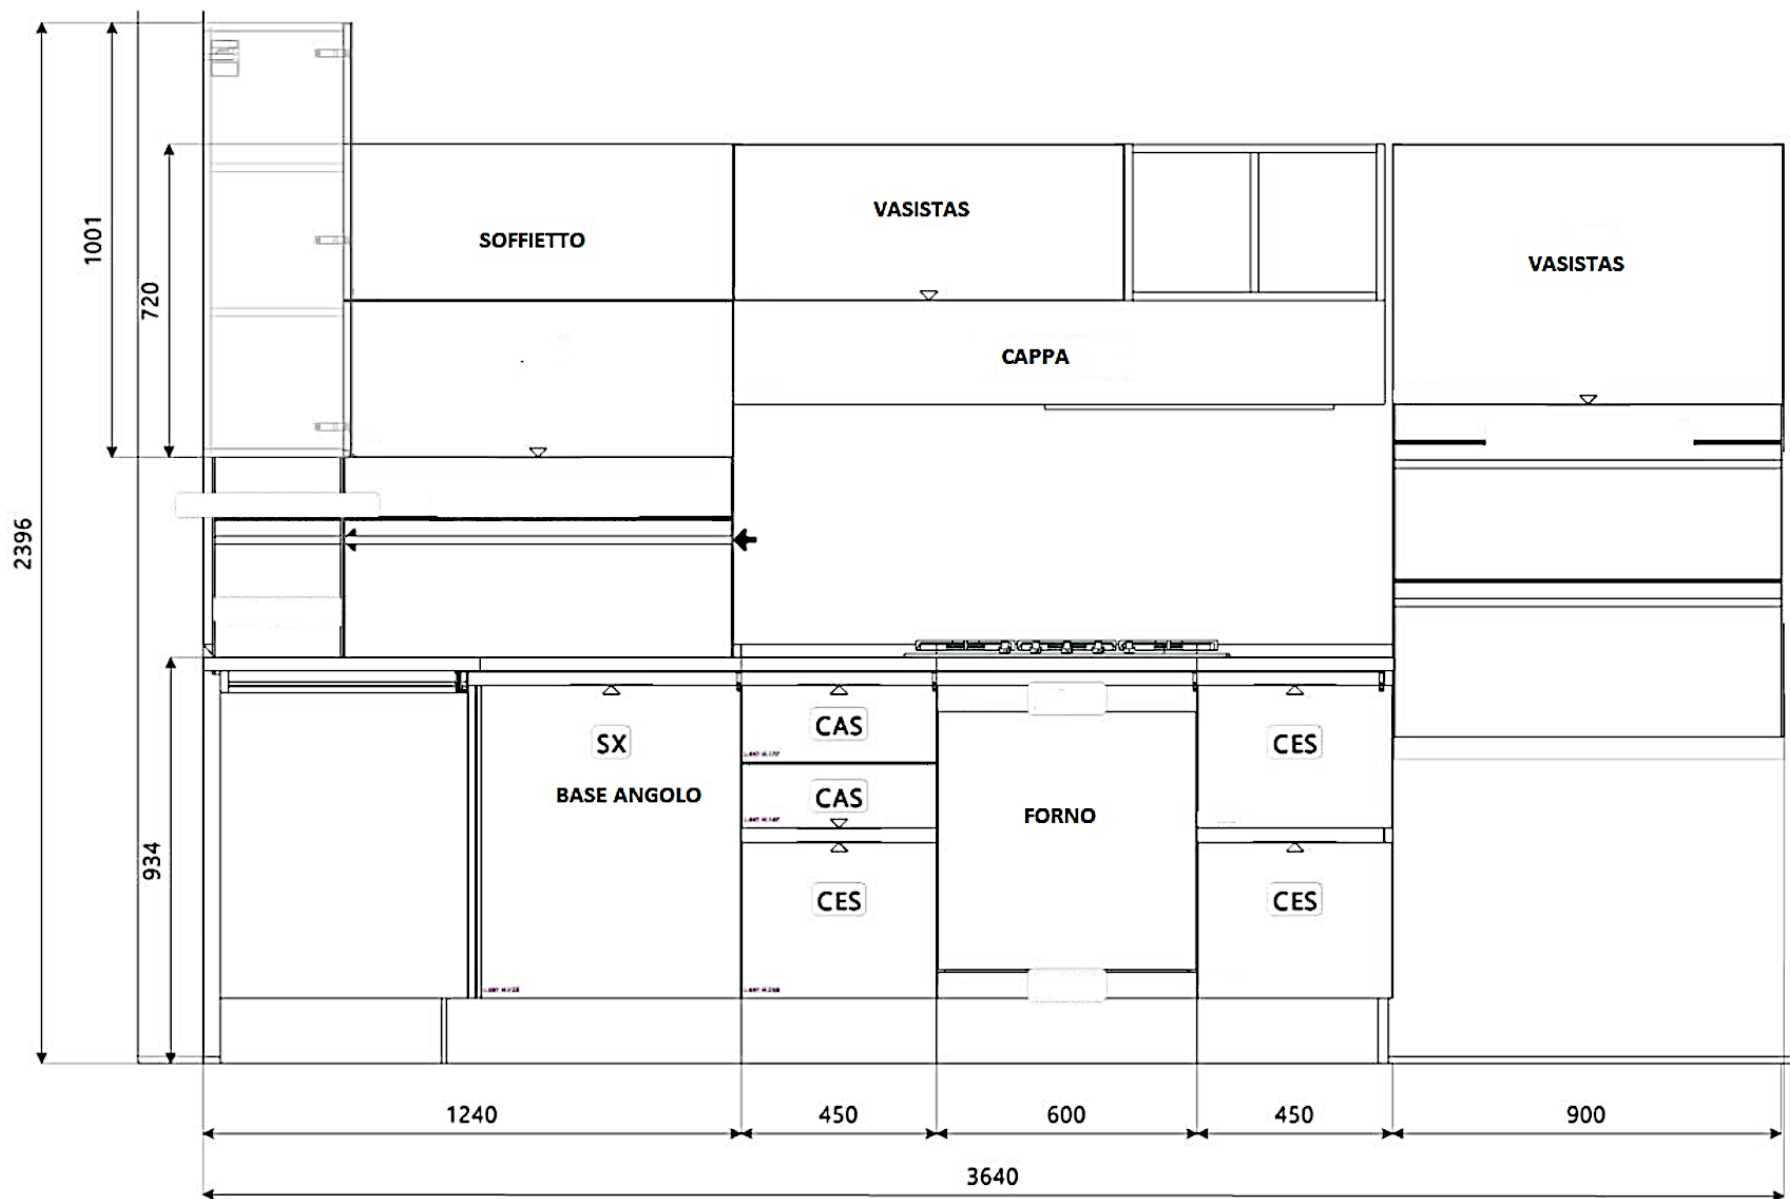 1001
720
2396
934
SOFFIETTO
VASISTAS
VASISTAS
CAPPA
SX
BASE ANGOLO
CAS
CAS
CES
FORNO
CES
CES
1240
450
600
450
900
3640